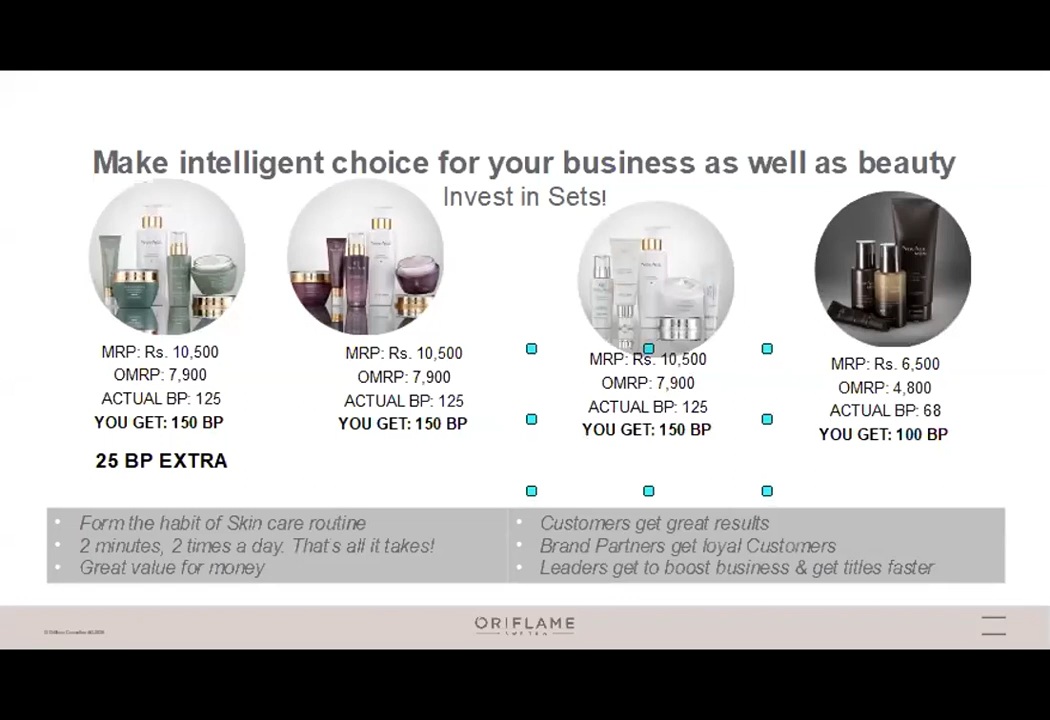 Make intelligent choice for your business as well as beauty
Invest in Sets!
MRP: Rs. 10,500
OMRP: 7,900
ACTUAL BP: 125
YOU GET: 150 BP
25 BP EXTRA
MRP: Rs. 10,500
OMRP: 7,900
ACTUAL BP: 125
YOU GET: 150 BP
MRP: Rs. 10,500
OMRP: 7,900
ACTUAL BP: 125
YOU GET: 150 BP
MRP: Rs. 6,500
OMRP: 4,800
ACTUAL BP: 68
YOU GET: 100 BP
• Form the habit of Skin care routine
• 2 minutes, 2 times a day. That's all it takes!
• Great value for money
• Customers get great results
• Brand Partners get loyal Customers
• Leaders get to boost business & get titles faster
ORIFLAME